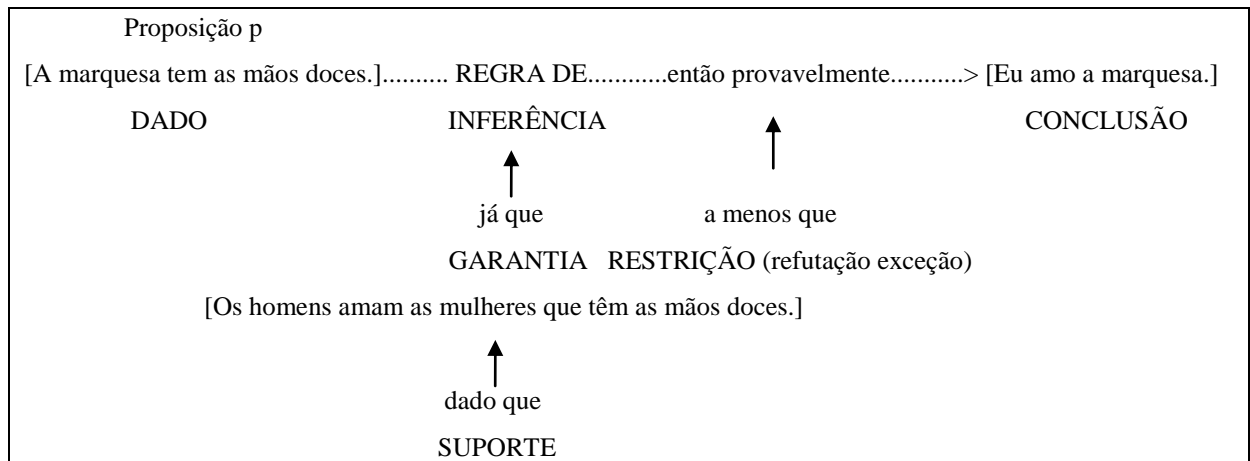 Proposição p
[A marquesa tem as mãos doces.].......... REGRA DE............então provavelmente...........> [Eu amo a marquesa.]
DADO INFERÊNCIA CONCLUSÃO
já que a menos que
GARANTIA RESTRIÇÃO (refutação exceção)
[Os homens amam as mulheres que têm as mãos doces.]
dado que
SUPORTE